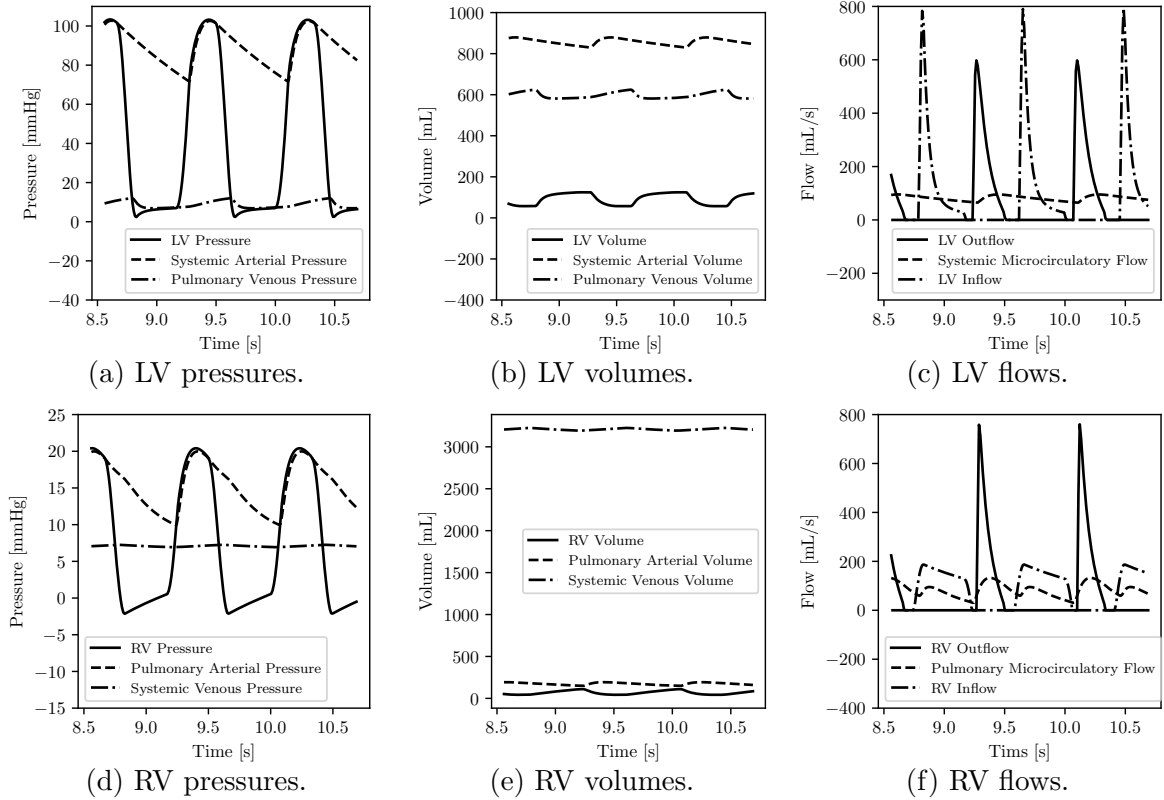 100
80
60
40
20
0
−20
−40
Pressure [mmHg]
LV Pressure
Systemic Arterial Pressure
Pulmonary Venous Pressure
8.5 9.0 9.5 10.0 10.5
Time [s]
(a) LV pressures.
1000
800
600
400
200
0
−200
−400
Volume [mL]
LV Volume
Systemic Arterial Volume
Pulmonary Venous Volume
8.5 9.0 9.5 10.0 10.5
Time [s]
(b) LV volumes.
800
600
400
200
0
−200
Flow [mL/s]
LV Outflow
Systemic Microcirculatory Flow
LV Inflow
8.5 9.0 9.5 10.0 10.5
Time [s]
(c) LV flows.
25
20
15
10
5
0
−5
−10
−15
Pressure [mmHg]
RV Pressure
Pulmonary Arterial Pressure
Systemic Venous Pressure
8.5 9.0 9.5 10.0 10.5
Time [s]
(d) RV pressures.
3000
2500
2000
1500
1000
500
0
Volume [mL]
RV Volume
Pulmonary Arterial Volume
Systemic Venous Volume
8.5 9.0 9.5 10.0 10.5
Time [s]
(e) RV volumes.
800
600
400
200
0
−200
−400
Flow [mL/s]
RV Outflow
Pulmonary Microcirculatory Flow
RV Inflow
8.5 9.0 9.5 10.0 10.5
Tims [s]
(f) RV flows.